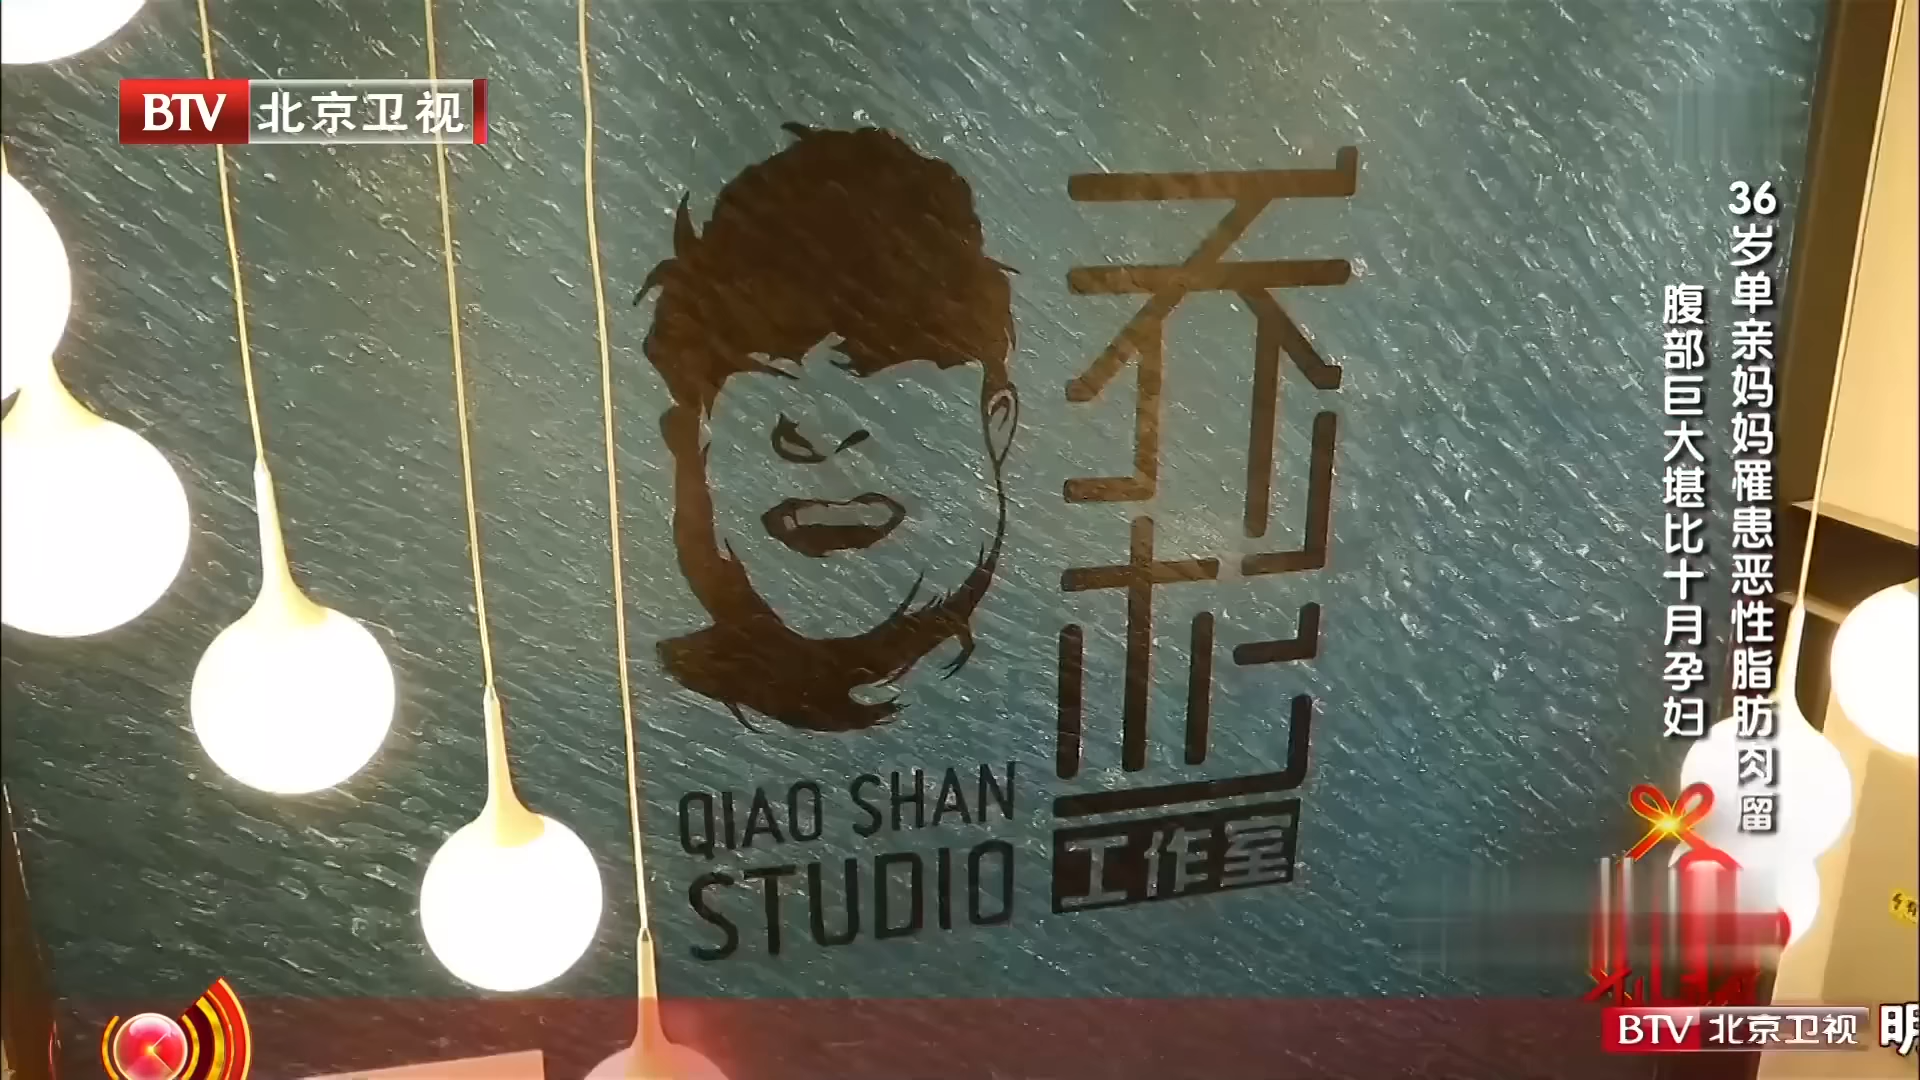 BTV 北京卫视
36岁单亲妈妈罹患恶性脂肪肉留
腹部巨大堪比十月孕妇
乔杉
工作室
QIAO SHAN
STUDIO
BTV 北京卫视
明